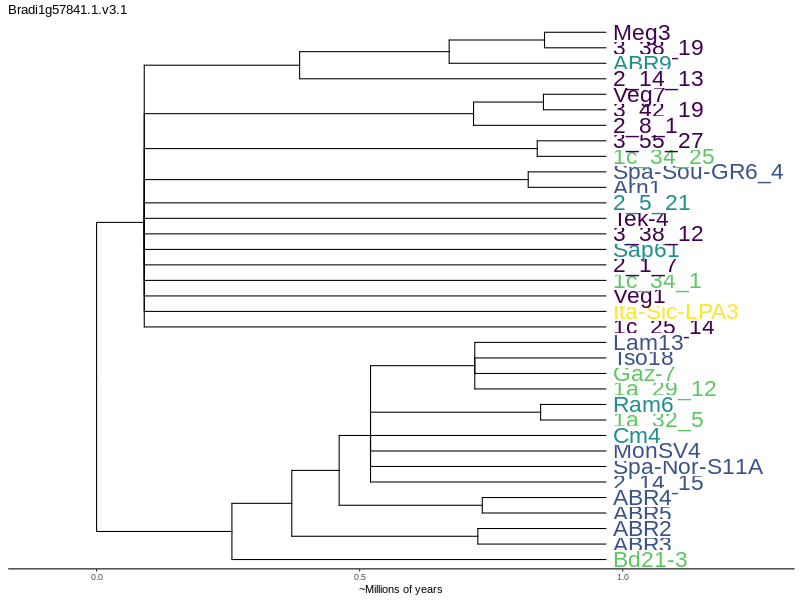 Bradi1g57841.1.v3.1
Meg3
3_38_19
ABR9
2_14_13
Veg7
3_42_19
2_8_1
3_55_27
1c_34_25
Spa-Sou-GR6_4
Arn1
2_5_21
Tek-4
3_38_12
Sap61
2_1_7
1c_34_1
Veg1
Ita-Sic-LPA3
1c_25_14
Lam13
Tso18
Gaz-7
1a_29_12
Ram6
1a_32_5
Cm4
MonSV4
Spa-Nor-S11A
2_14_15
ABR4
ABR5
ABR2
ABR3
Bd21-3
0.0 0.5 1.0
~Millions of years